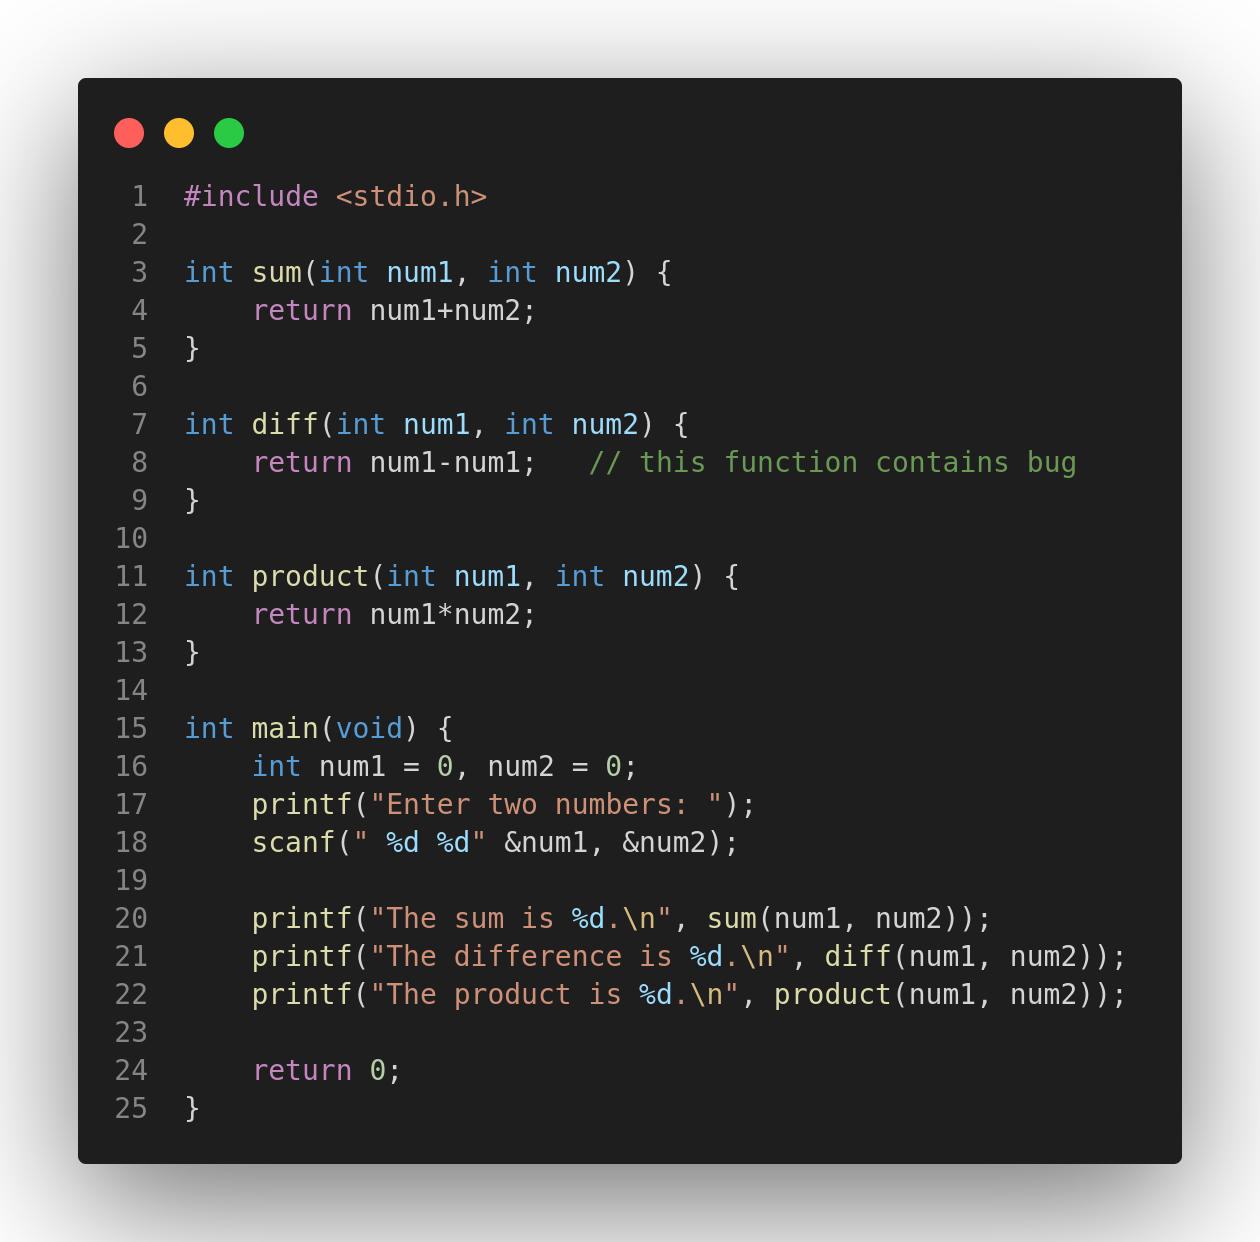 1 #include <stdio.h>
2
3 int sum(int num1, int num2) {
4     return num1+num2;
5 }
6
7 int diff(int num1, int num2) {
8     return num1-num1;   // this function contains bug
9 }
10
11 int product(int num1, int num2) {
12     return num1*num2;
13 }
14
15 int main(void) {
16     int num1 = 0, num2 = 0;
17     printf("Enter two numbers: ");
18     scanf(" %d %d" &num1, &num2);
19
20     printf("The sum is %d.\n", sum(num1, num2));
21     printf("The difference is %d.\n", diff(num1, num2));
22     printf("The product is %d.\n", product(num1, num2));
23
24     return 0;
25 }